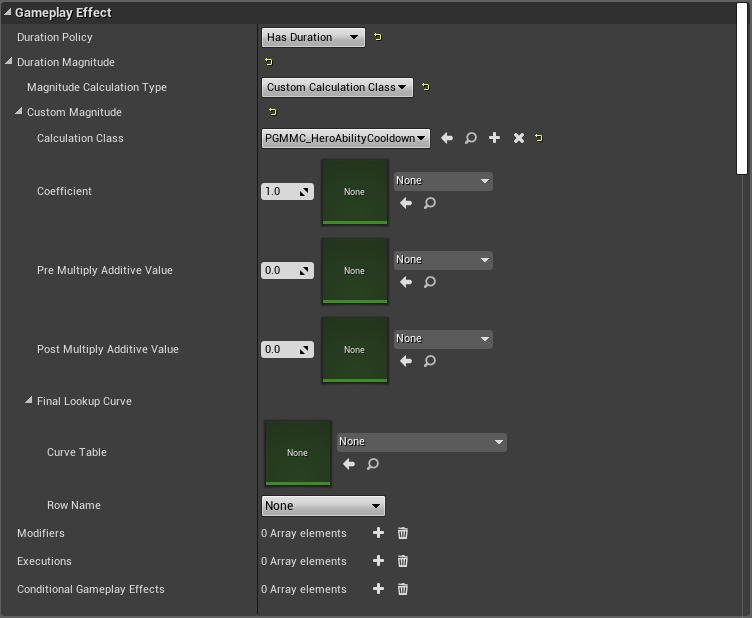 Gameplay Effect
Duration Policy Has Duration
Duration Magnitude
Magnitude Calculation Type Custom Calculation Class
Custom Magnitude
Calculation Class PGMMC_HeroAbilityCooldown
Coefficient 1.0 None None
Pre Multiply Additive Value 0.0 None None
Post Multiply Additive Value 0.0 None None
Final Lookup Curve
Curve Table None None
Row Name None
Modifiers 0 Array elements
Executions 0 Array elements
Conditional Gameplay Effects 0 Array elements